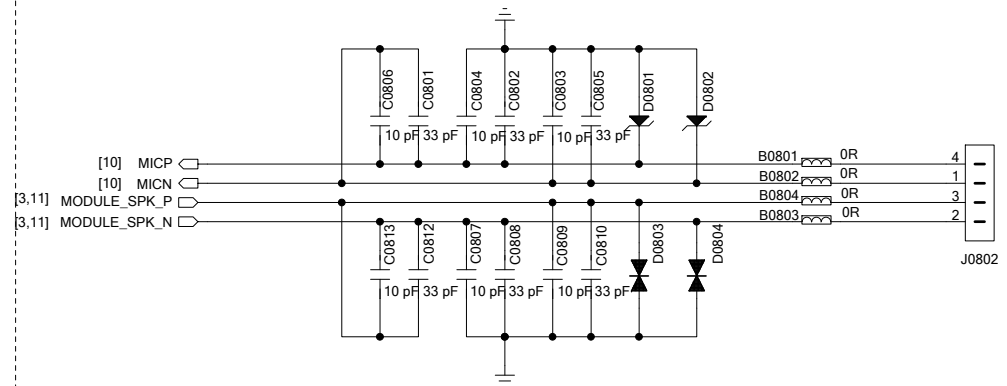 C0806
C0801
C0804
C0802
C0803
C0805
D0801
D0802
10 pF 33 pF 10 pF 33 pF 10 pF 33 pF
[10] MICP B0801 0R 4
[10] MICN B0802 0R 1
[3,11] MODULE_SPK_P B0804 0R 3
[3,11] MODULE_SPK_N B0803 0R 2
J0802
C0813
C0812
C0807
C0808
C0809
C0810
D0803
D0804
10 pF 33 pF 10 pF 33 pF 10 pF 33 pF